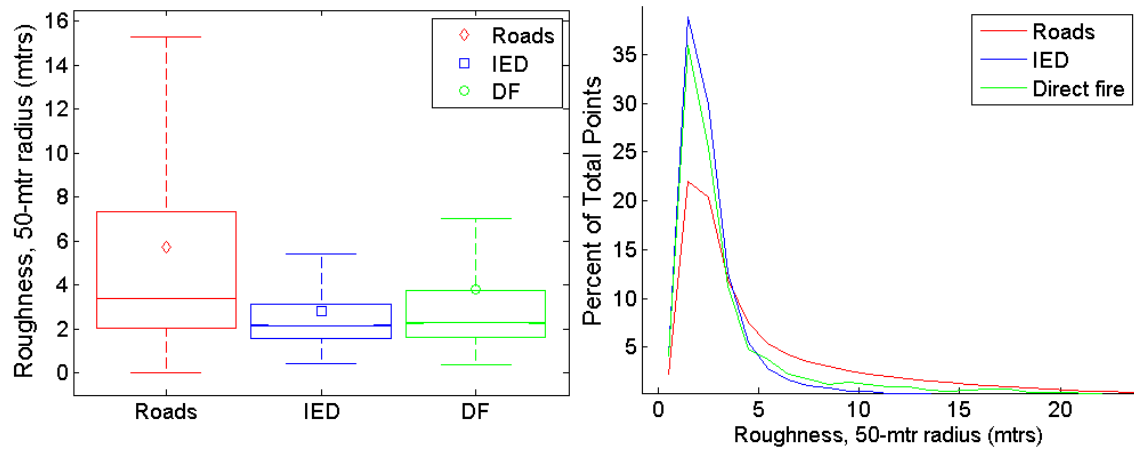 Roughness, 50-mtr radius (mtrs)
16
14
12
10
8
6
4
2
0
Roads
IED
DF
Roads
IED
DF
Percent of Total Points
35
30
25
20
15
10
5
Roads
IED
Direct fire
0
5
10
15
20
Roughness, 50-mtr radius (mtrs)